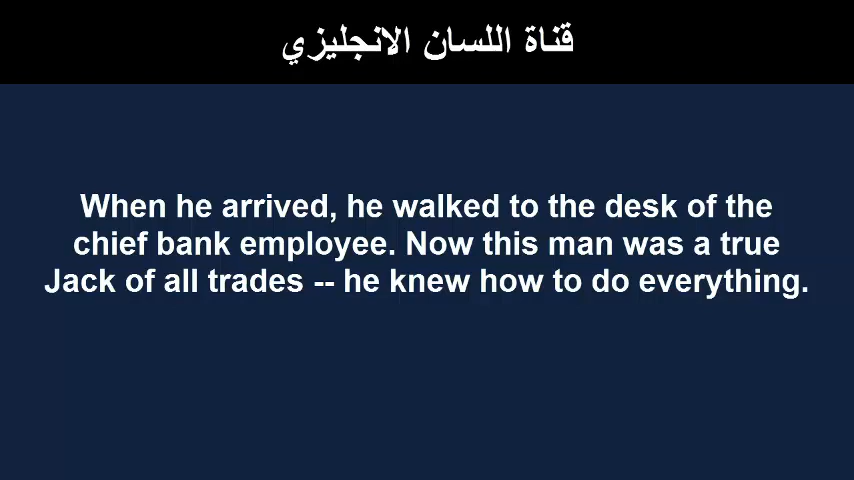 قناة اللسان الانجليزي
When he arrived, he walked to the desk of the
chief bank employee. Now this man was a true
Jack of all trades -- he knew how to do everything.